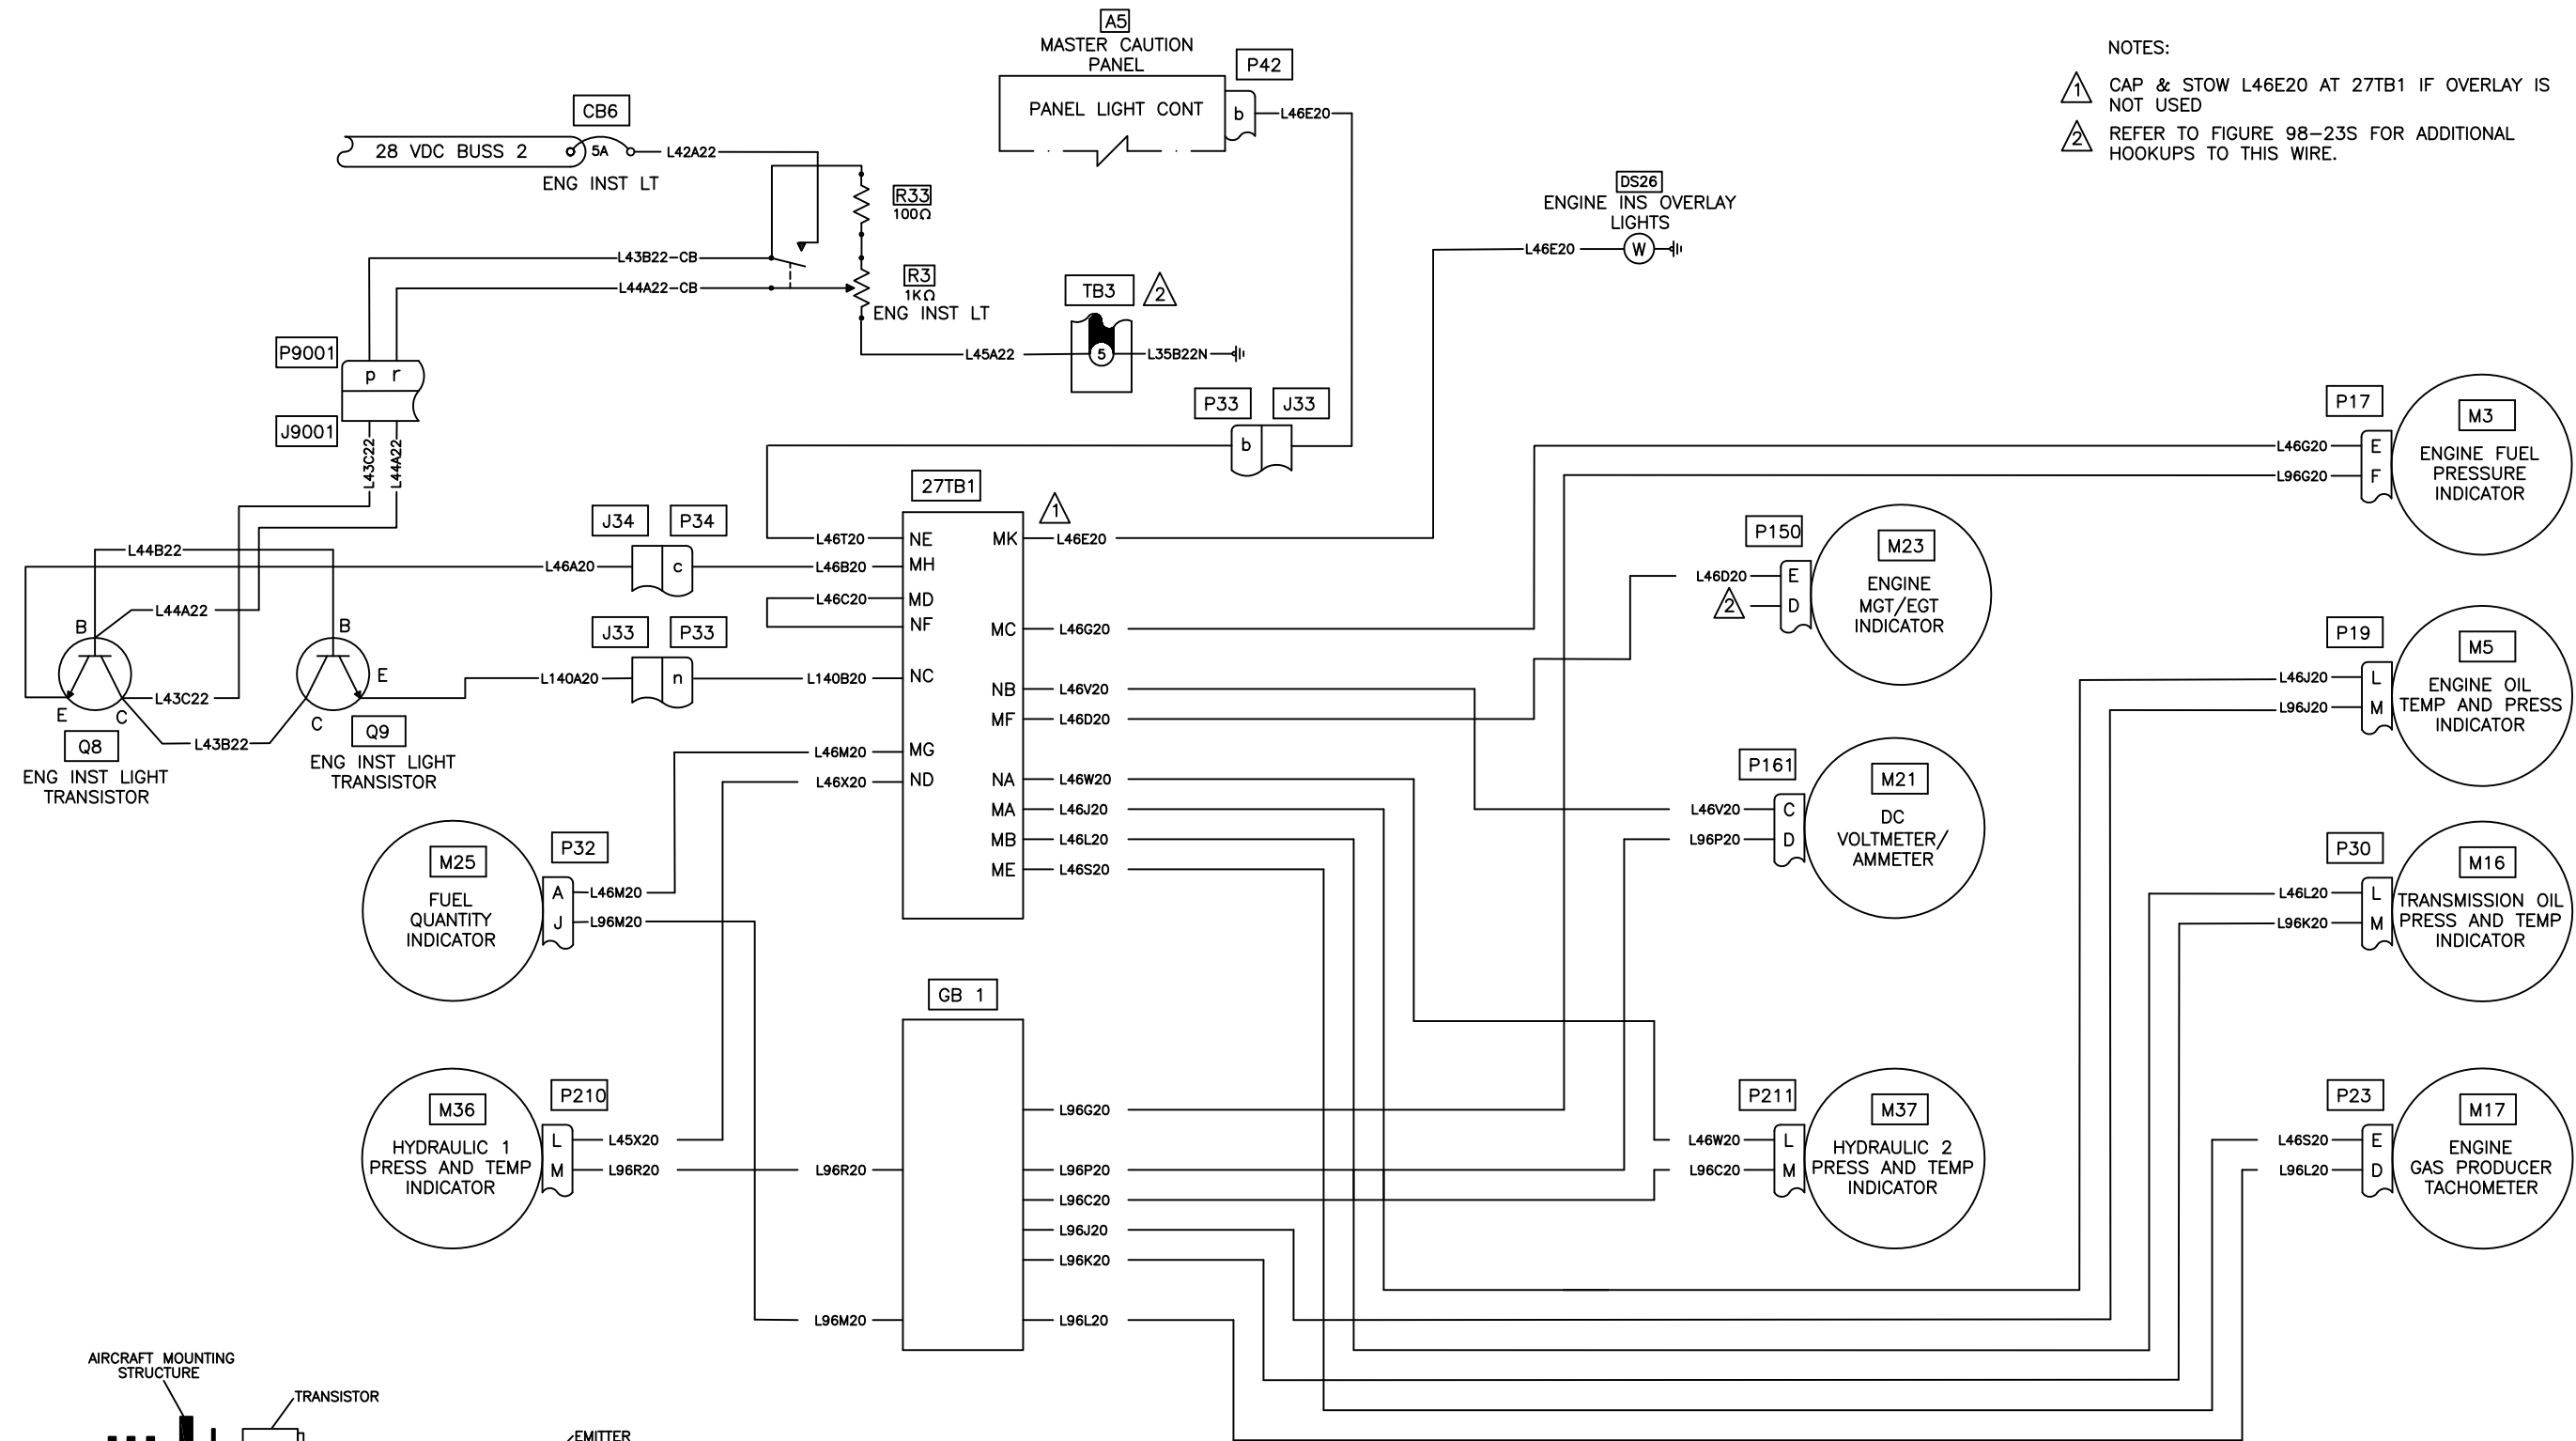 A5
MASTER CAUTION
PANEL
P42
PANEL LIGHT CONT
b
L46E20
NOTES:
1 CAP & STOW L46E20 AT 27TB1 IF OVERLAY IS
NOT USED
2 REFER TO FIGURE 98-23S FOR ADDITIONAL
HOOKUPS TO THIS WIRE.
CB6
28 VDC BUSS 2
5A
L42A22
ENG INST LT
R33
100Ω
DS26
ENGINE INS OVERLAY
LIGHTS
L46E20
W
L43B22-CB
L44A22-CB
R3
1KΩ
ENG INST LT
TB3
2
L45A22
5
L35B22N
P9001
p r
J9001
L43C22
L44A22
P33
J33
b
P17
M3
L46G20
E
L96G20
F
ENGINE FUEL
PRESSURE
INDICATOR
27TB1
1
J34
P34
L46T20
NE
MK
L46E20
L44B22
L46A20
c
L46B20
MH
L46C20
MD
NF
MC
L46G20
J33
P33
L140A20
n
L140B20
NC
NB
L46V20
MF
L46D20
L46M20
MG
L46X20
ND
NA
L46W20
MA
L46J20
MB
L46L20
ME
L46S20
L44A22
B
B
E
L43C22
E
C
C
L43B22
Q8
ENG INST LIGHT
TRANSISTOR
Q9
ENG INST LIGHT
TRANSISTOR
P150
M23
L46D20
E
2
D
ENGINE
MGT/EGT
INDICATOR
P19
M5
L46J20
L
L96J20
M
ENGINE OIL
TEMP AND PRESS
INDICATOR
P161
M21
L46V20
C
L96P20
D
DC
VOLTMETER/
AMMETER
P30
M16
L46L20
L
L96K20
M
TRANSMISSION OIL
PRESS AND TEMP
INDICATOR
M25
P32
FUEL
QUANTITY
INDICATOR
A
L46M20
J
L96M20
GB 1
M36
P210
HYDRAULIC 1
PRESS AND TEMP
INDICATOR
L
L45X20
M
L96R20
L96R20
L96M20
L96G20
L96P20
L96C20
L96J20
L96K20
L96L20
P211
M37
L46W20
L
L96C20
M
HYDRAULIC 2
PRESS AND TEMP
INDICATOR
P23
M17
L46S20
E
L96L20
D
ENGINE
GAS PRODUCER
TACHOMETER
AIRCRAFT MOUNTING
STRUCTURE
TRANSISTOR
EMITTER